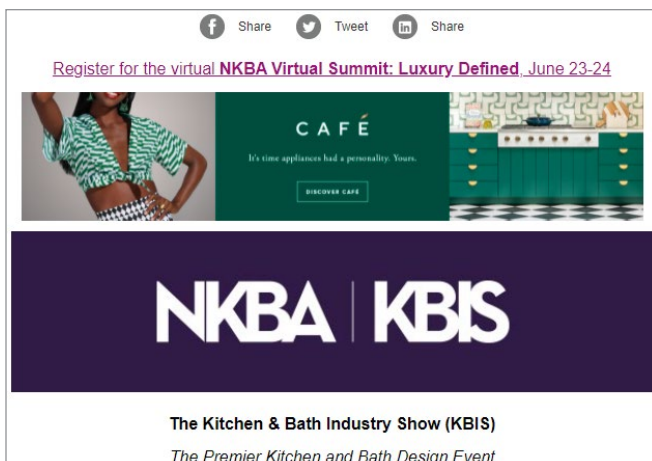 Share Tweet Share
Register for the virtual NKBA Virtual Summit: Luxury Defined, June 23-24
CAFÉ
It's time appliances had a personality. Yours.
DISCOVER CAFÉ
NKBA | KBIS
The Kitchen & Bath Industry Show (KBIS)
The Premier Kitchen and Bath Design Event